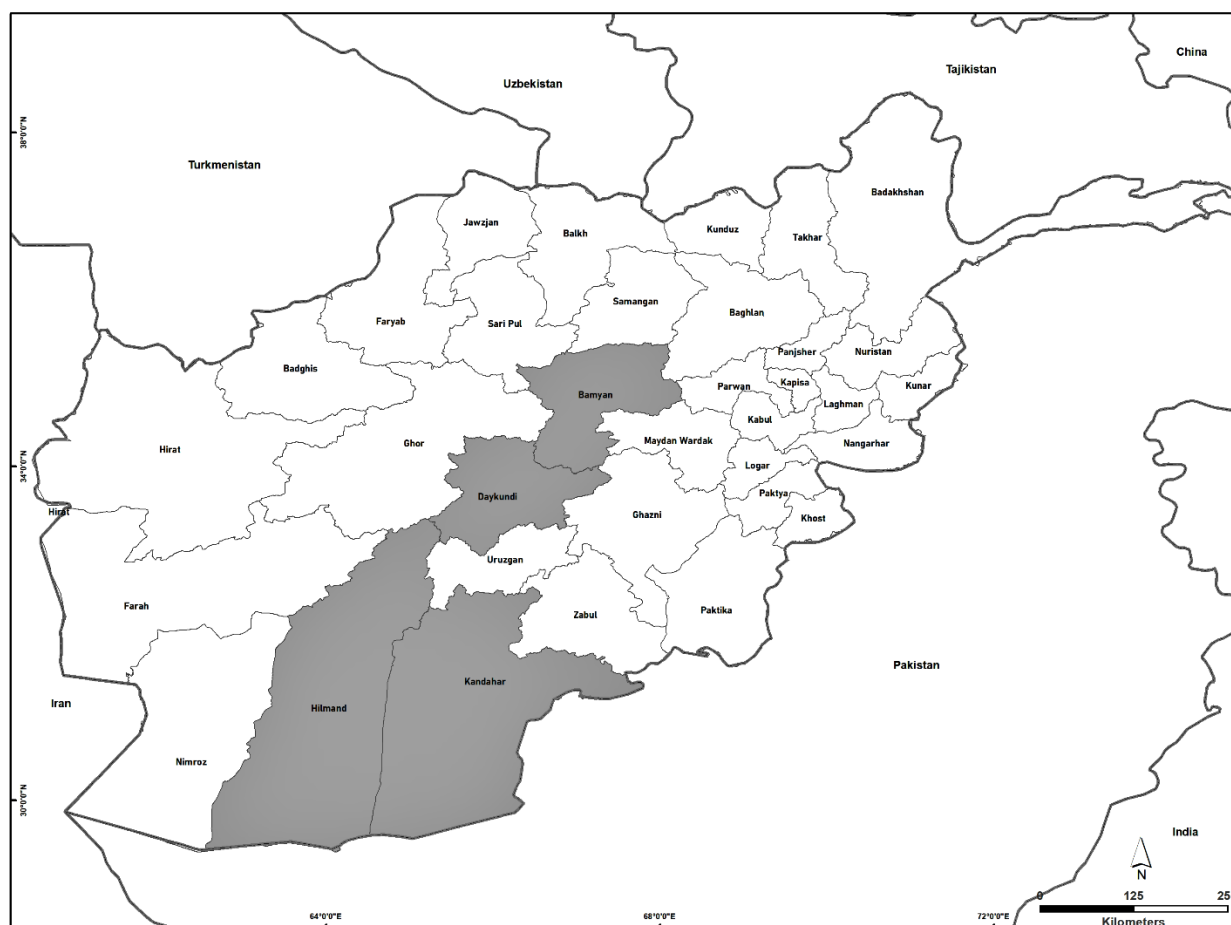 China
Tajikistan
Uzbekistan
38°0'0"N
Turkmenistan
Badakhshan
Jawzjan
Balkh
Kunduz
Takhar
Samangan
Baghlan
Faryab
Sari Pul
Panjsher
Nuristan
Badghis
Kapisa
Parwan
Kunar
Bamyan
Laghman
Kabul
Hirat
Ghor
Maydan Wardak
Nangarhar
34°0'0"N
Logar
Daykundi
Paktya
Hirat
Ghazni
Khost
Uruzgan
Farah
Zabul
Paktika
Pakistan
Kandahar
Iran
Hilmand
Nimroz
30°0'0"N
India
N
0 125 25
Kilometers
64°0'0"E
68°0'0"E
72°0'0"E